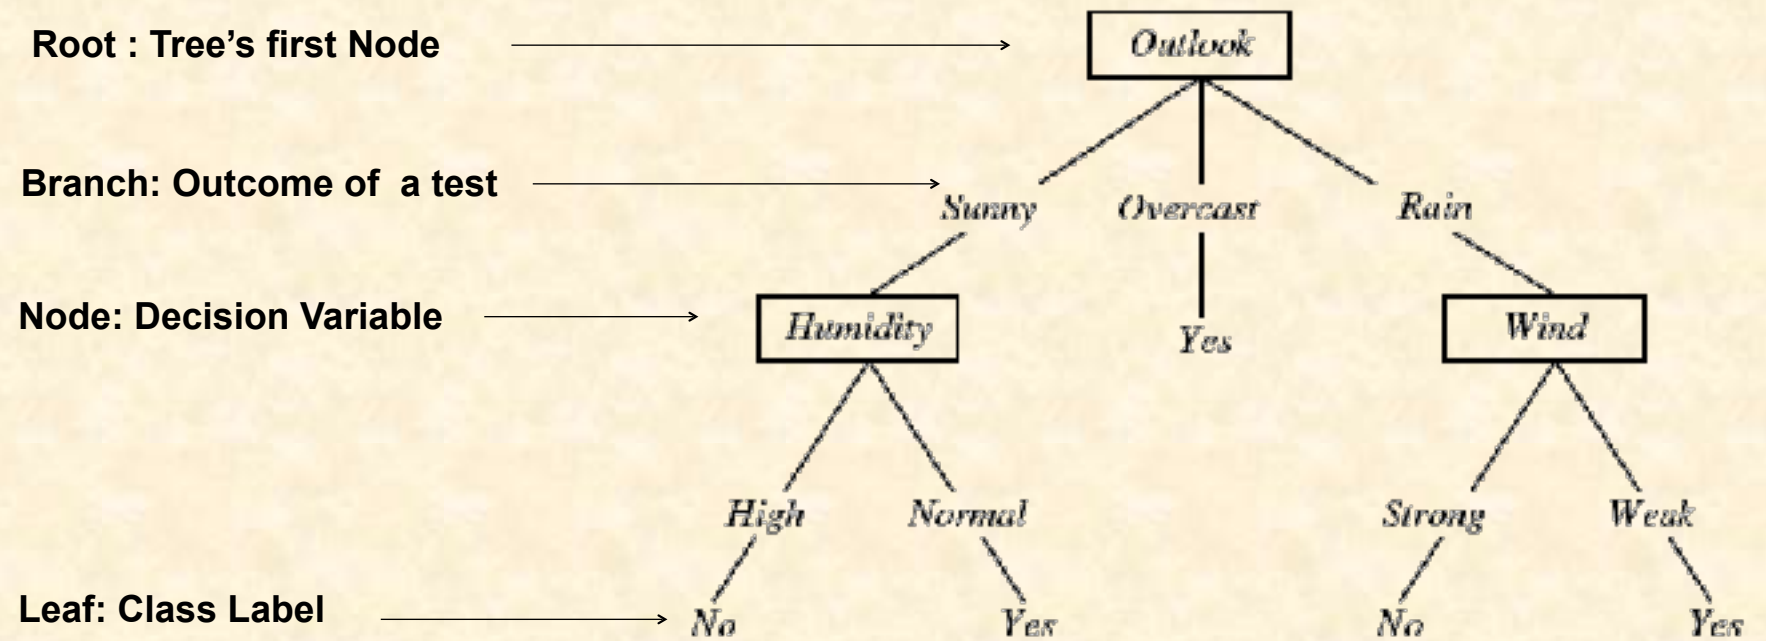 Root : Tree’s first Node
Outlook
Branch: Outcome of  a test
Sunny
Overcast
Rain
Node: Decision Variable
Humidity
Yes
Wind
High
Normal
Strong
Weak
Leaf: Class Label
No
Yes
No
Yes